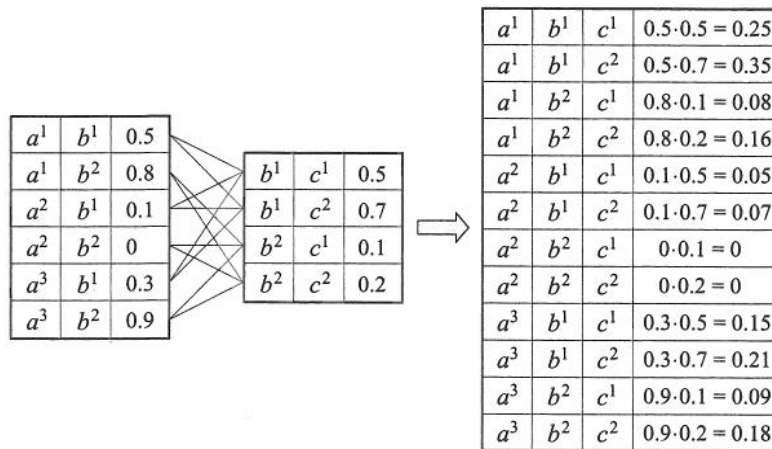 a¹ b¹ 0.5
a¹ b² 0.8
a² b¹ 0.1
a² b² 0
a³ b¹ 0.3
a³ b² 0.9
b¹ c¹ 0.5
b¹ c² 0.7
b² c¹ 0.1
b² c² 0.2
a¹ b¹ c¹ 0.5·0.5 = 0.25
a¹ b¹ c² 0.5·0.7 = 0.35
a¹ b² c¹ 0.8·0.1 = 0.08
a¹ b² c² 0.8·0.2 = 0.16
a² b¹ c¹ 0.1·0.5 = 0.05
a² b¹ c² 0.1·0.7 = 0.07
a² b² c¹ 0·0.1 = 0
a² b² c² 0·0.2 = 0
a³ b¹ c¹ 0.3·0.5 = 0.15
a³ b¹ c² 0.3·0.7 = 0.21
a³ b² c¹ 0.9·0.1 = 0.09
a³ b² c² 0.9·0.2 = 0.18